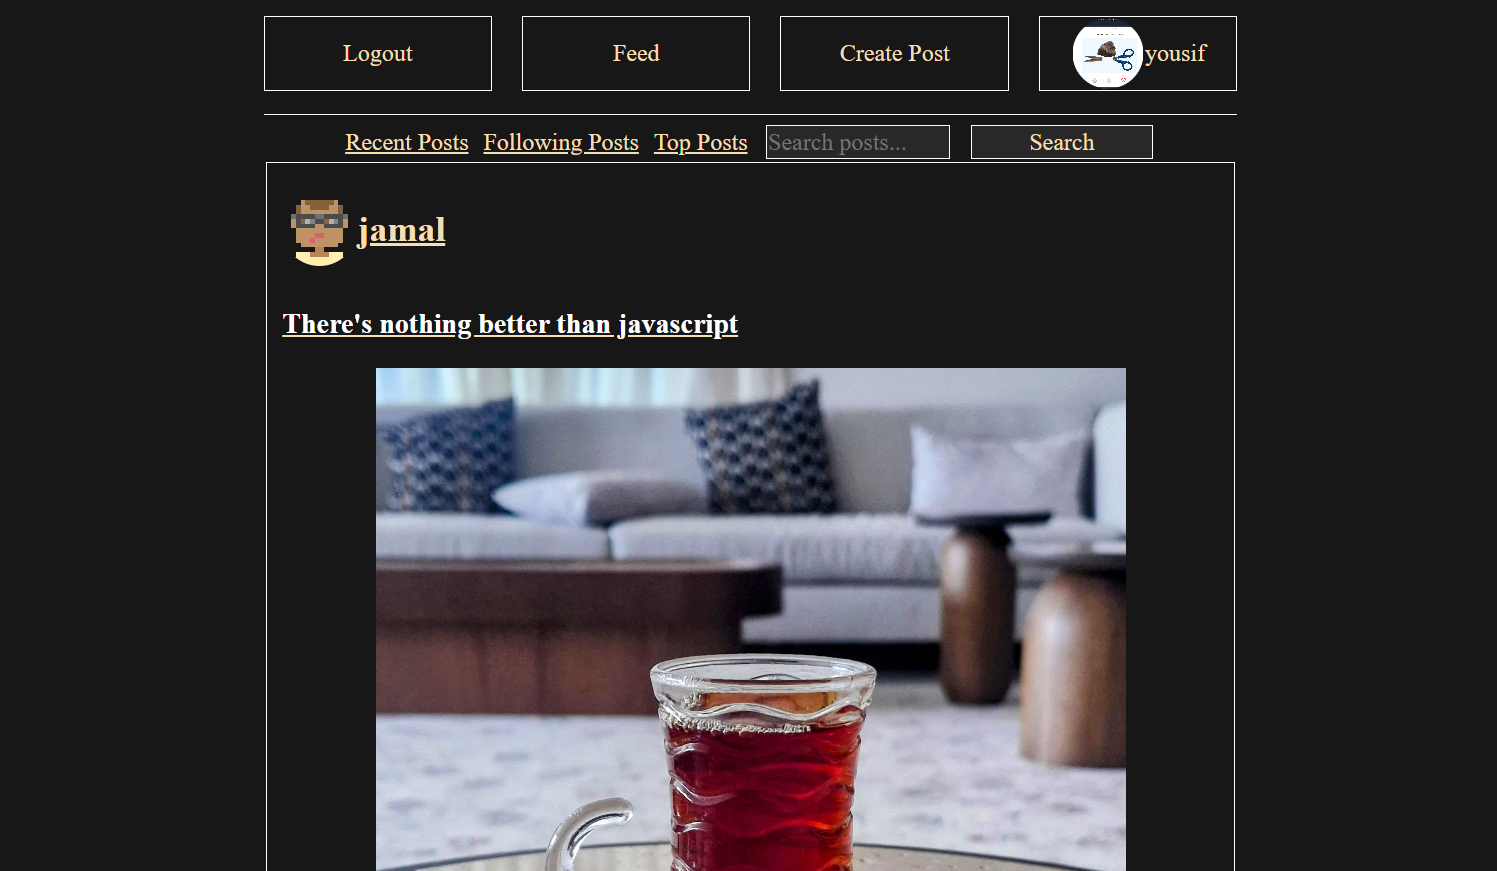 Logout Feed Create Post yousif
Recent Posts Following Posts Top Posts Search posts... Search
jamal
There's nothing better than javascript